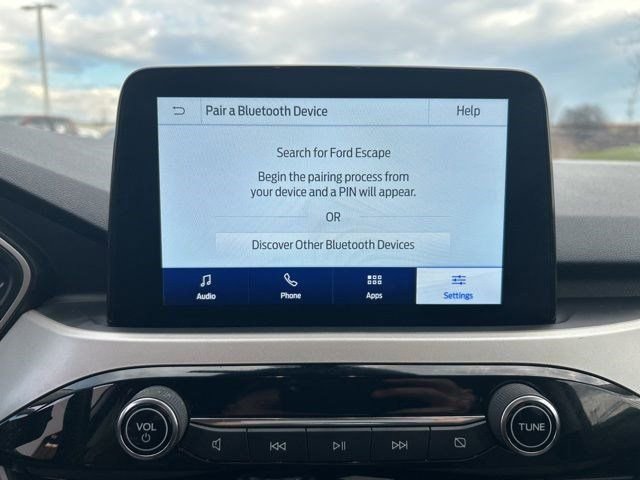 Pair a Bluetooth Device
Help
Search for Ford Escape
Begin the pairing process from
your device and a PIN will appear.
OR
Discover Other Bluetooth Devices
Audio
Phone
Apps
Settings
VOL
TUNE